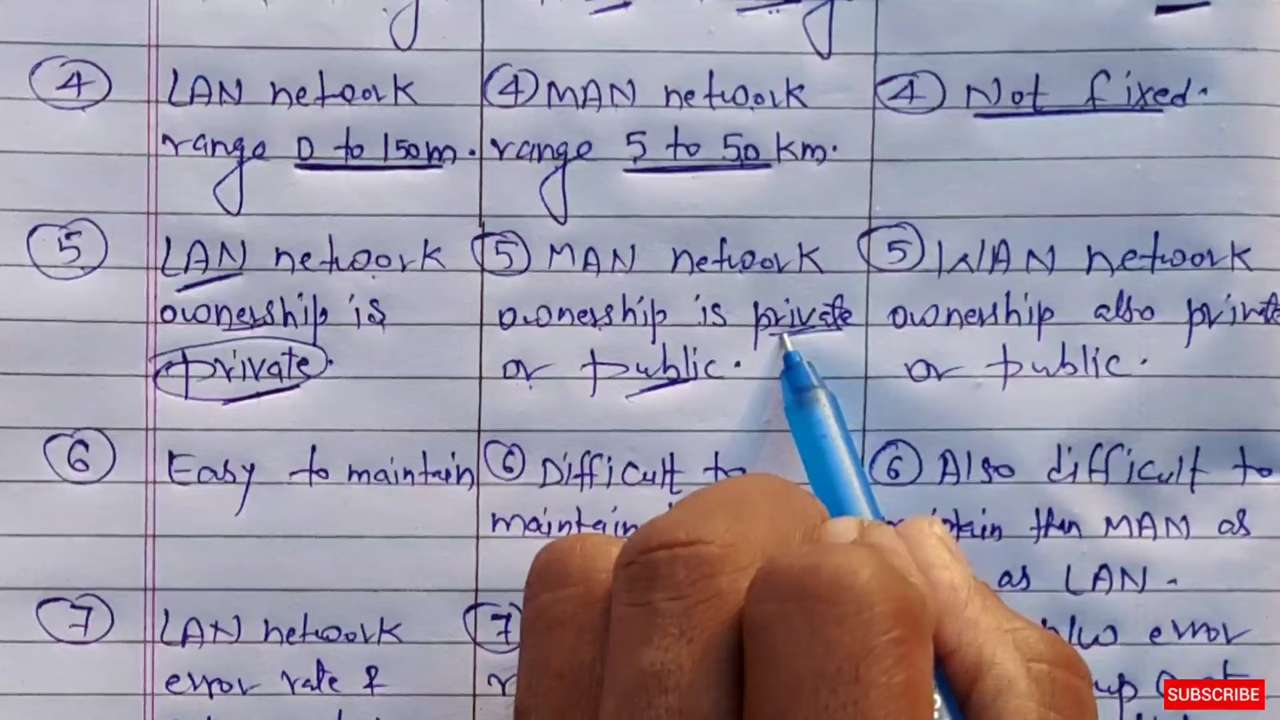 ④ LAN network
range 0 to 150m.
④ MAN network
range 5 to 50 km.
④ Not fixed.
⑤ LAN network
ownership is
private.
⑤ MAN network
ownership is private
or public.
⑤ WAN network
ownership also private
or public.
⑥ Easy to maintain
⑥ Difficult to
maintain
⑥ Also difficult to
than MAN as
as LAN.
⑦ LAN network
error rate &
⑦
error
SUBSCRIBE